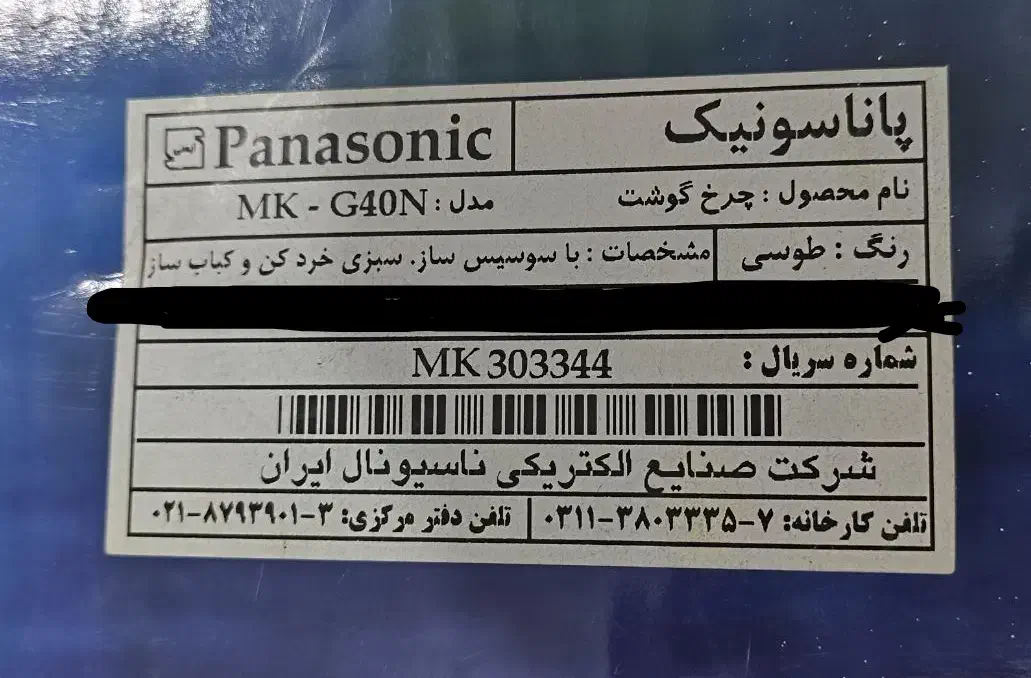 پاناسونیک Panasonic ایمنی
نام محصول : چرخ گوشت مدل : MK - G40N
رنگ : طوسی مشخصات : با سوسیس ساز. سبزی خرد کن و کباب ساز
شماره سریال : MK 303344
شرکت صنایع الکتریکی ناسیونال ایران
تلفن کارخانه: ۷-۰۳۱۱-۳۸۰۳۳۳۵ تلفن دفتر مرکزی: ۳-۰۲۱-۸۷۹۳۹۰۱